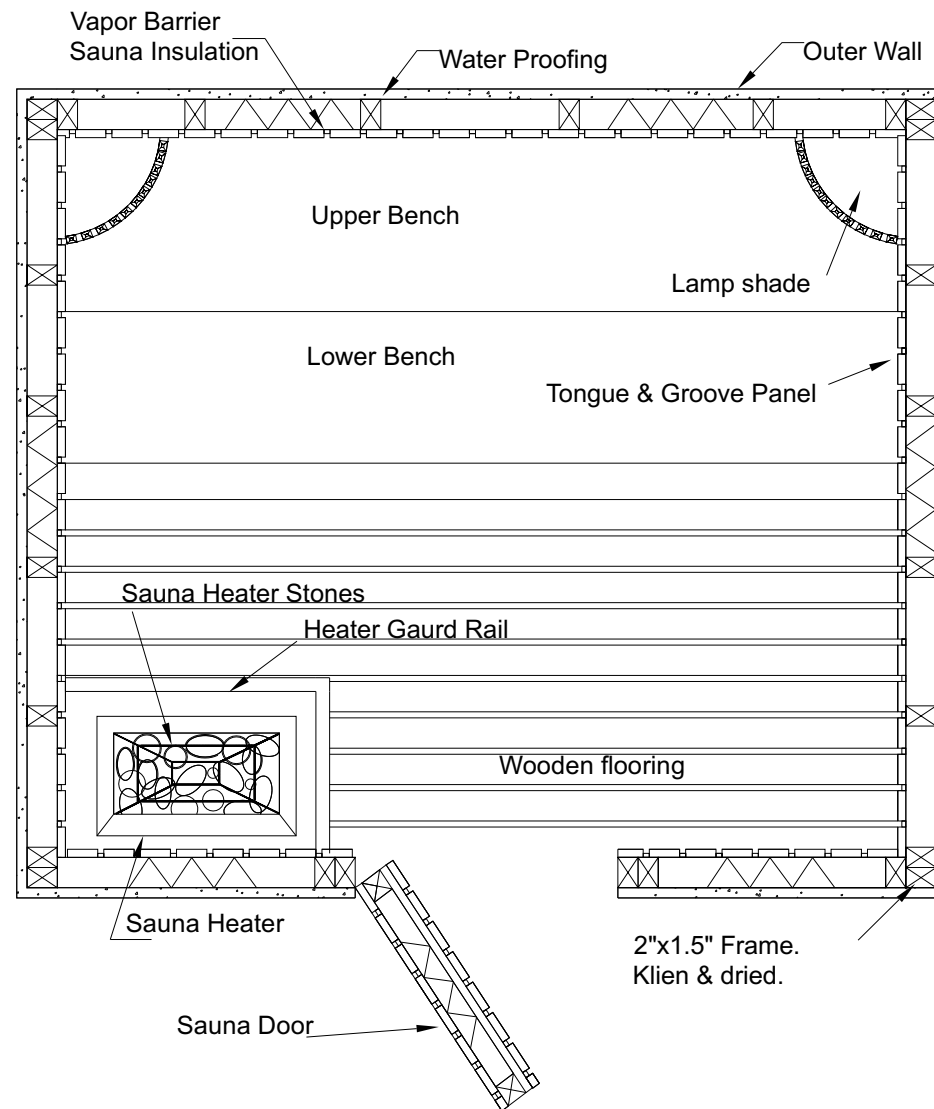 Vapor Barrier
Sauna Insulation
Water Proofing
Outer Wall
Upper Bench
Lamp shade
Lower Bench
Tongue & Groove Panel
Sauna Heater Stones
Heater Gaurd Rail
Wooden flooring
Sauna Heater
2"x1.5" Frame.
Klien & dried.
Sauna Door